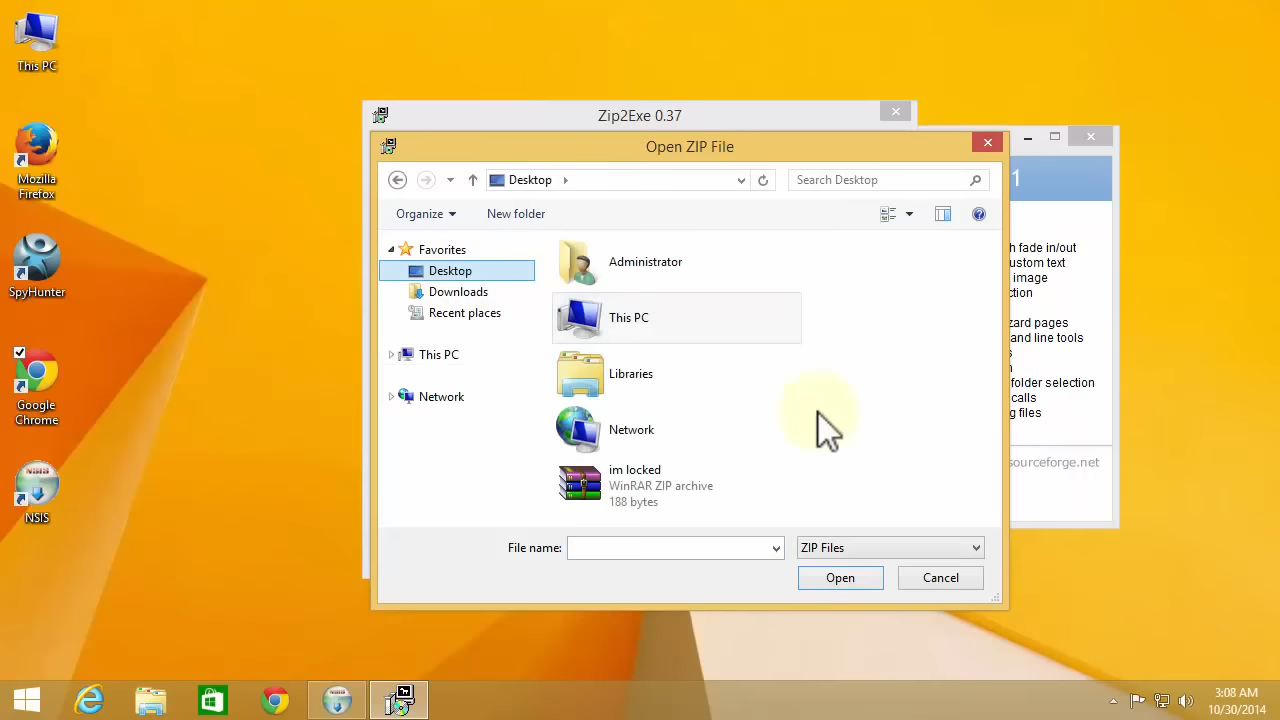 This PC
Mozilla
Firefox
SpyHunter
Google
Chrome
NSIS
Zip2Exe 0.37
Open ZIP File
Desktop
Search Desktop
Organize
New folder
Favorites
Desktop
Downloads
Recent places
This PC
Network
Administrator
This PC
Libraries
Network
im locked
WinRAR ZIP archive
188 bytes
File name:
ZIP Files
Open
Cancel
1
h fade in/out
ustom text
image
ction
zard pages
and line tools
s
n
folder selection
calls
g files
sourceforge.net
3:08 AM
10/30/2014